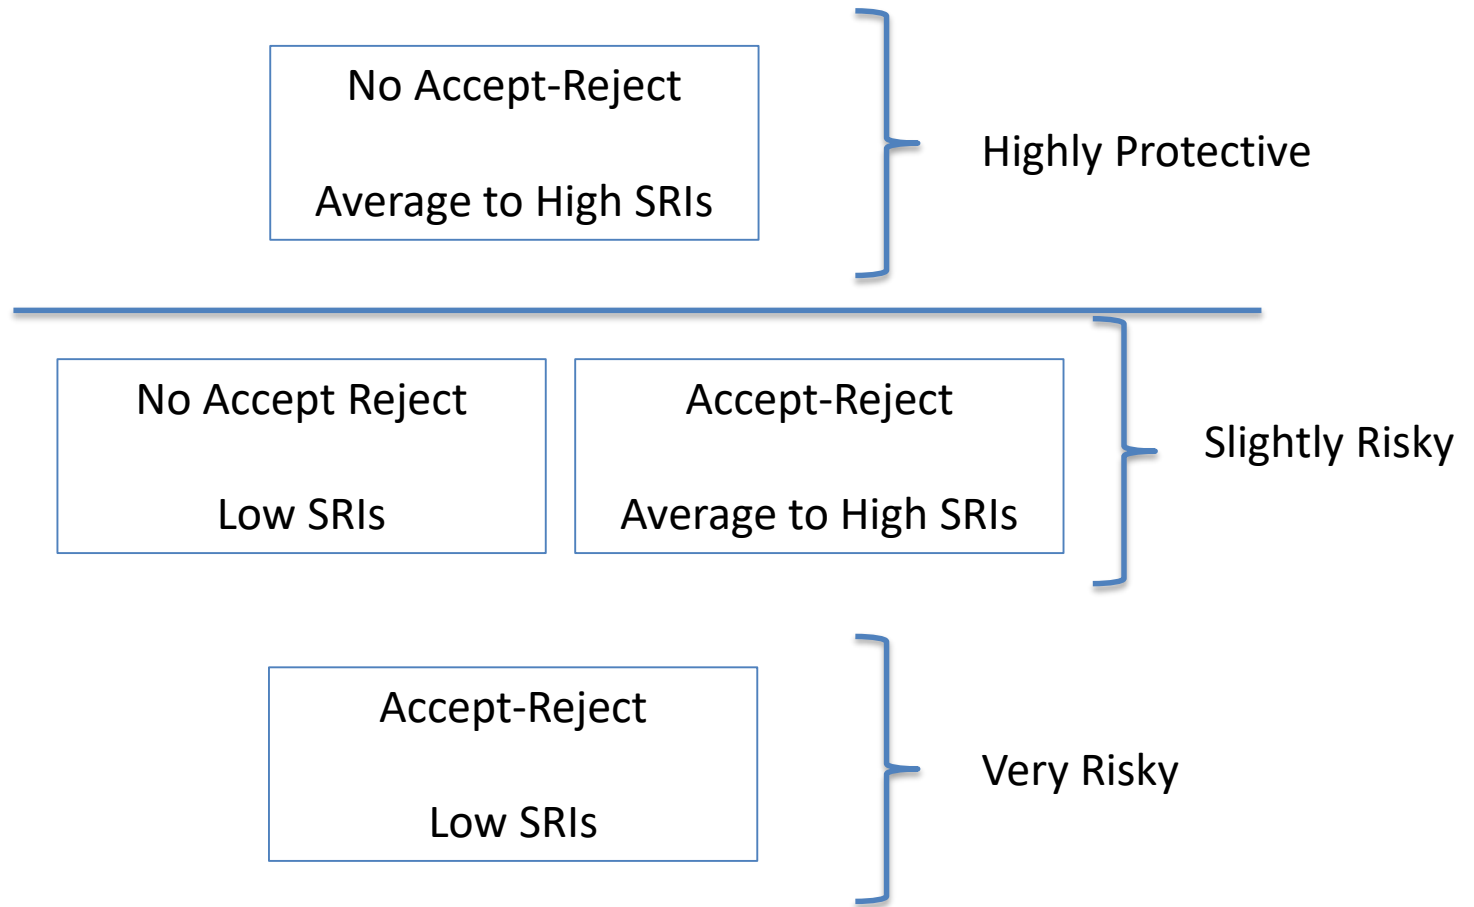 No Accept-Reject
Average to High SRIs
Highly Protective
No Accept Reject
Low SRIs
Accept-Reject
Average to High SRIs
Slightly Risky
Accept-Reject
Low SRIs
Very Risky